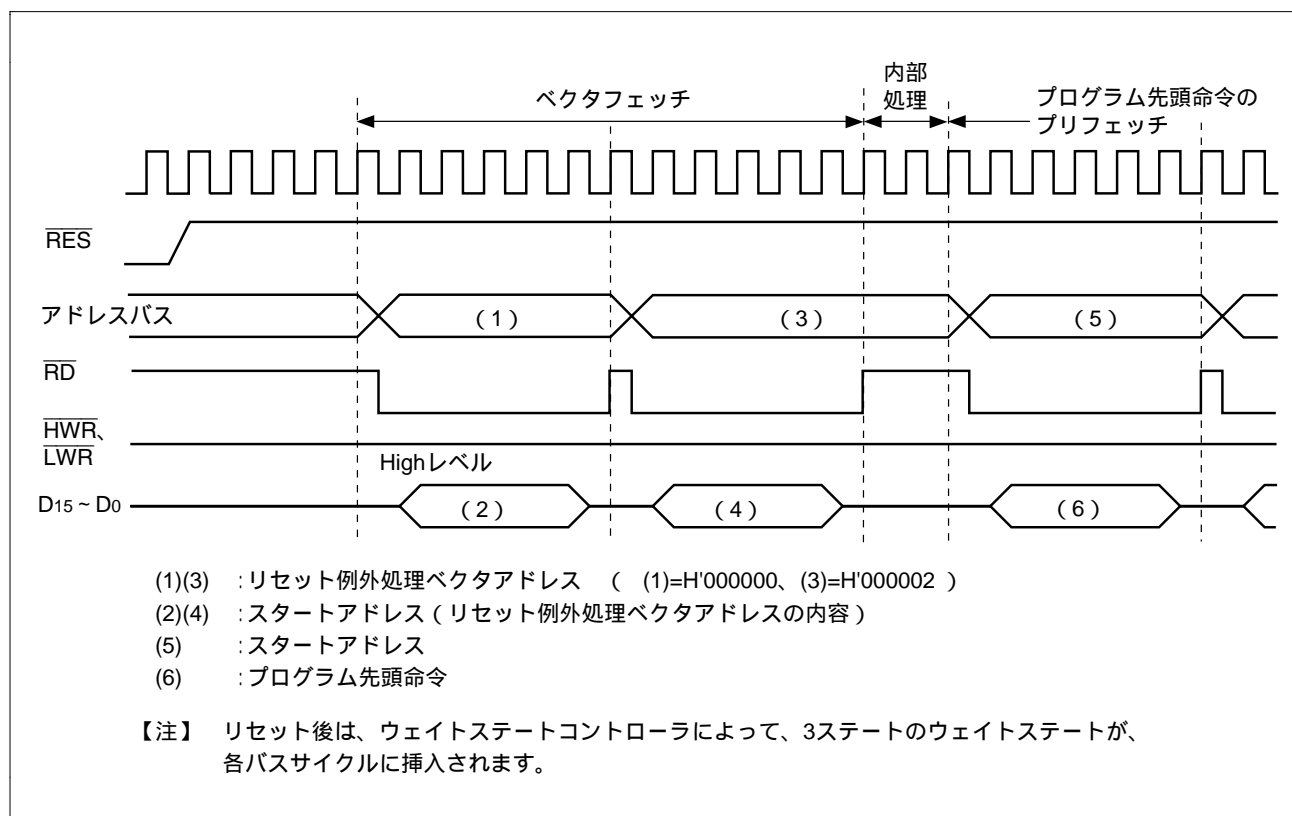 ベクタフェッチ
内部
処理
プログラム先頭命令の
プリフェッチ
RES
アドレスバス
(1)
(3)
(5)
RD
HWR、
LWR
Highレベル
D15 ~ D0
(2)
(4)
(6)
(1)(3) :リセット例外処理ベクタアドレス ( (1)=H'000000、(3)=H'000002 )
(2)(4) :スタートアドレス(リセット例外処理ベクタアドレスの内容)
(5) :スタートアドレス
(6) :プログラム先頭命令
【注】 リセット後は、ウェイトステートコントローラによって、3ステートのウェイトステートが、
各バスサイクルに挿入されます。